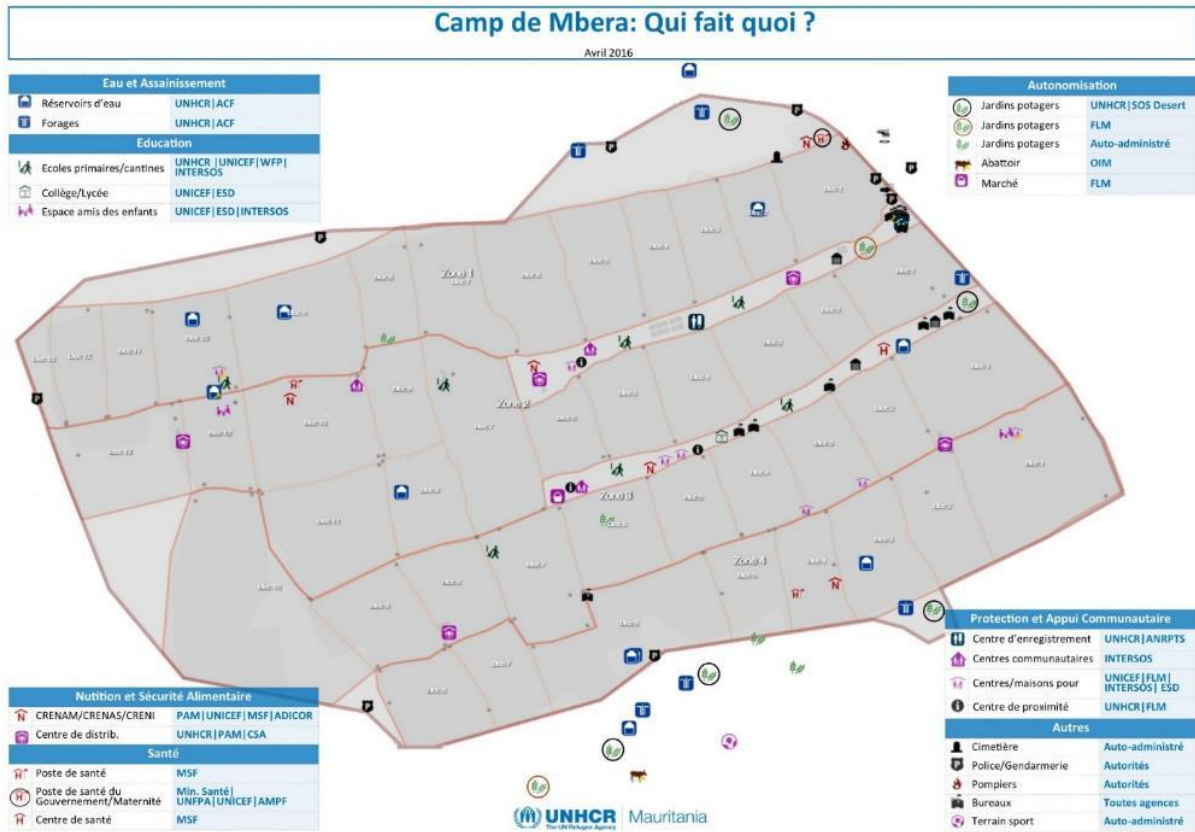 Camp de Mbera: Qui fait quoi ?
Avril 2016
Eau et Assainissement
Réservoirs d'eau UNHCR|ACF
Forages UNHCR|ACF
Education
Ecoles primaires/cantines UNHCR |UNICEF|WFP|
INTERSOS
Collège/Lycée UNICEF|ESD
Espace amis des enfants UNICEF|ESD|INTERSOS
Autonomisation
Jardins potagers UNHCR|SOS Desert
Jardins potagers FLM
Jardins potagers Auto-administré
Abattoir OIM
Marché FLM
Zone 1
Zone 2
Zone 3
Zone 4
Nutition et Sécurité Alimentaire
CRENAM/CRENAS/CRENI PAM|UNICEF|MSF|ADICOR
Centre de distrib. UNHCR|PAM|CSA
Santé
Poste de santé MSF
Poste de santé du
Gouvernement/Maternité
Min. Santé|
UNFPA|UNICEF|AMPF
Centre de santé MSF
Protection et Appui Communautaire
Centre d'enregistrement UNHCR|ANRPTS
Centres communautaires INTERSOS
Centres/maisons pour UNICEF|FLM|
INTERSOS| ESD
Centre de proximité UNHCR|FLM
Autres
Cimetière Auto-administré
Police/Gendarmerie Autorités
Pompiers Autorités
Bureaux Toutes agences
Terrain sport Auto-administré
UNHCR
The UN Refugee Agency
Mauritania